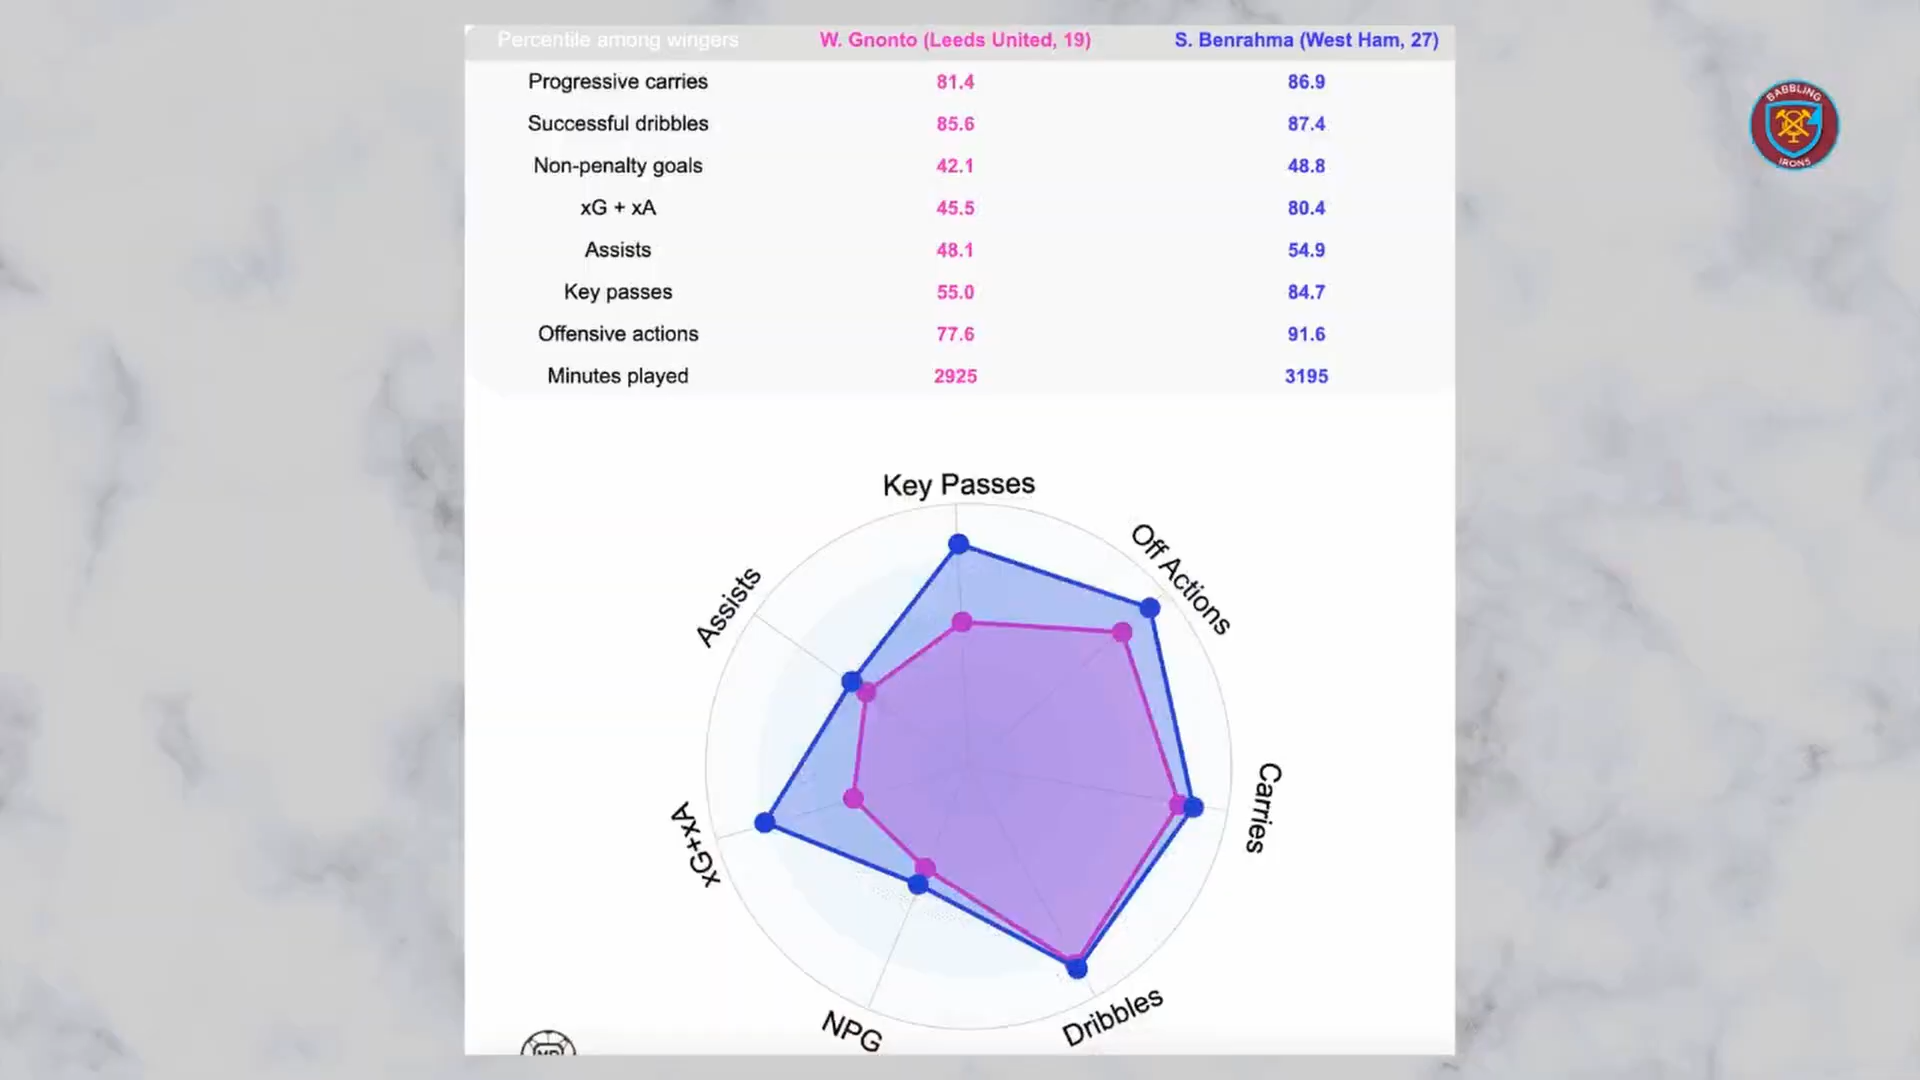 Percentile among wingers W. Gnonto (Leeds United, 19) S. Benrahma (West Ham, 27)
Progressive carries 81.4 86.9
Successful dribbles 85.6 87.4
Non-penalty goals 42.1 48.8
xG + xA 45.5 80.4
Assists 48.1 54.9
Key passes 55.0 84.7
Offensive actions 77.6 91.6
Minutes played 2925 3195
BABBLING
IRONS
Key Passes
Off Actions
Assists
Carries
xG+xA
NPG
Dribbles